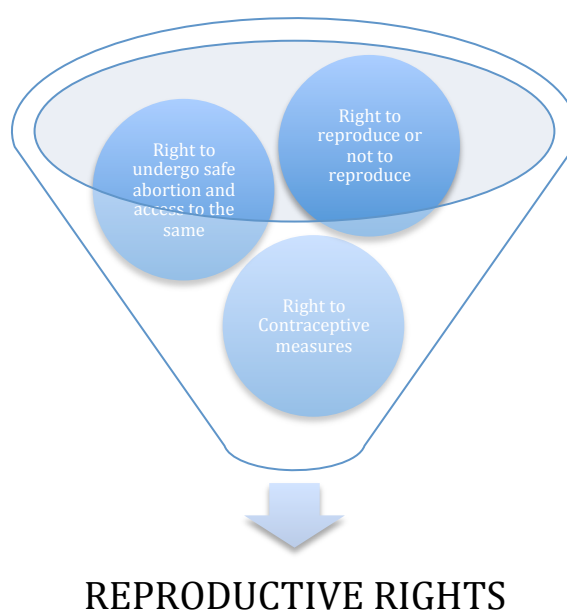 Right to
reproduce or
not to
reproduce
Right to
undergo safe
abortion and
access to the
same
Right to
Contraceptive
measures
REPRODUCTIVE RIGHTS